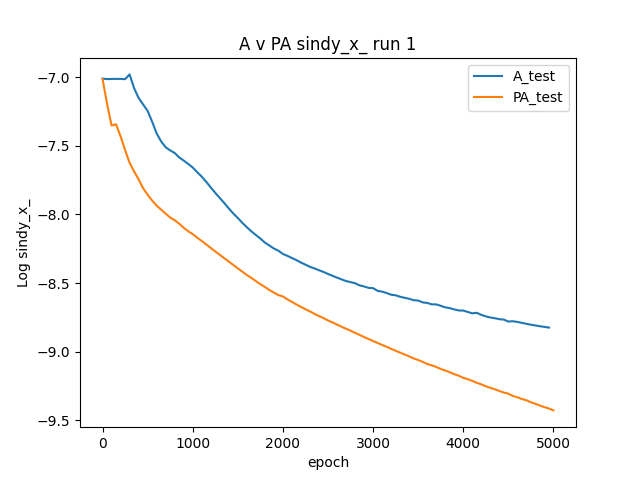 A v PA sindy_x_ run 1
A_test
PA_test
−7.0
−7.5
−8.0
−8.5
−9.0
−9.5
Log sindy_x_
0 1000 2000 3000 4000 5000
epoch